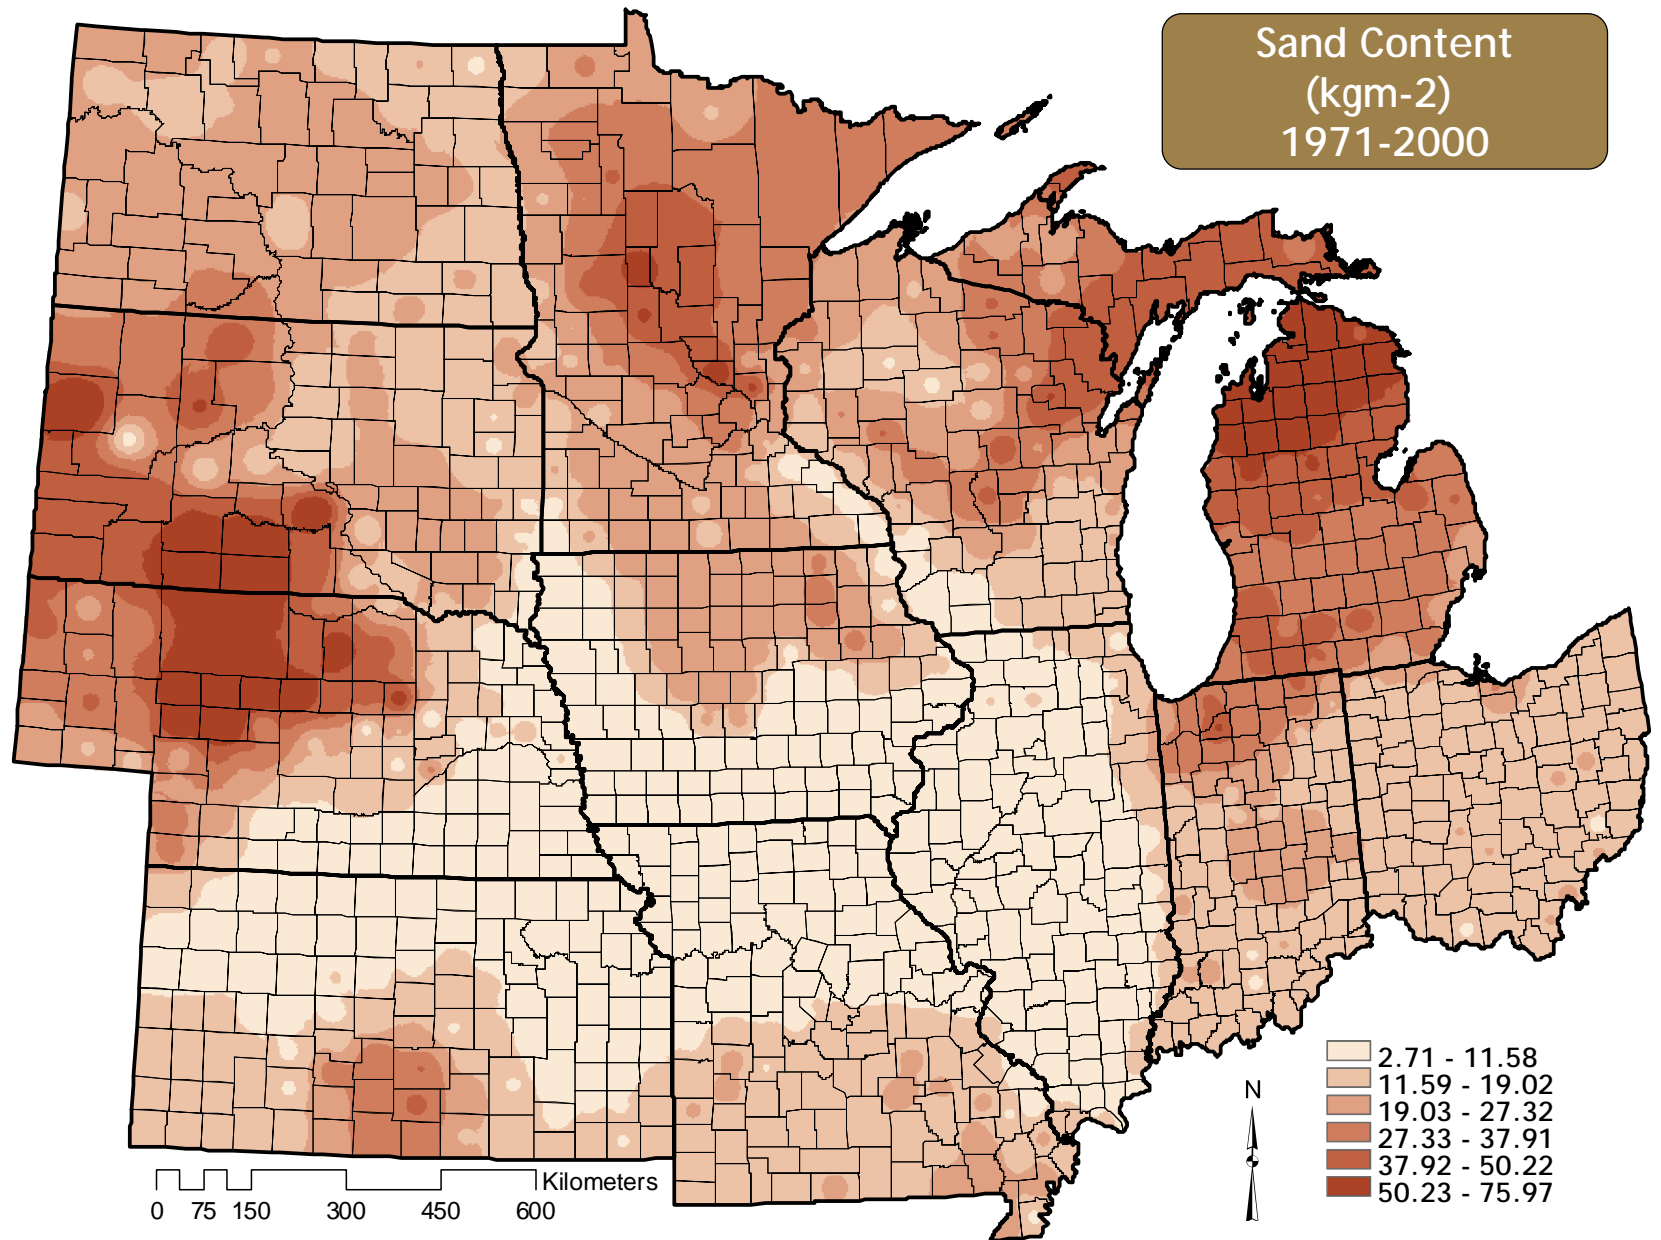 Sand Content
(kgm-2)
1971-2000
2.71 - 11.58
11.59 - 19.02
19.03 - 27.32
27.33 - 37.91
37.92 - 50.22
50.23 - 75.97
N
Kilometers
0 75 150 300 450 600